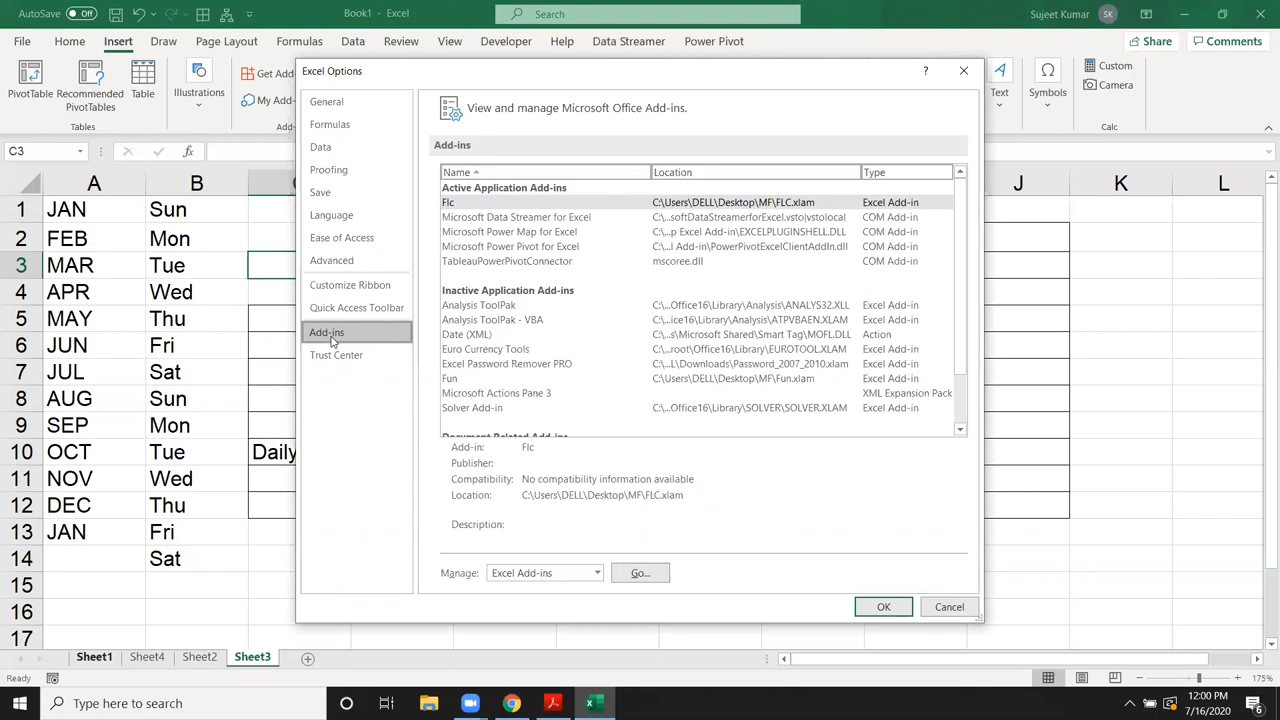 AutoSave Off Book1 - Excel Search Sujeet Kumar SK
File Home Insert Draw Page Layout Formulas Data Review View Developer Help Data Streamer Power Pivot Share Comments
PivotTable Recommended PivotTables Table Illustrations Get Add My Add- Text Symbols Custom Camera
Tables Add- Calc
Excel Options ?
General
Formulas
Data
Proofing
Save
Language
Ease of Access
Advanced
Customize Ribbon
Quick Access Toolbar
Add-ins
Trust Center
View and manage Microsoft Office Add-ins.
Add-ins
Name Location Type
Active Application Add-ins
Flc C:\Users\DELL\Desktop\MF\FLC.xlam Excel Add-in
Microsoft Data Streamer for Excel C:\...softDataStreamerforExcel.vsto|vstolocal COM Add-in
Microsoft Power Map for Excel C:\...p Excel Add-in\EXCELPLUGINSHELL.DLL COM Add-in
Microsoft Power Pivot for Excel C:\...l Add-in\PowerPivotExcelClientAddIn.dll COM Add-in
TableauPowerPivotConnector mscoree.dll COM Add-in
Inactive Application Add-ins
Analysis ToolPak C:\...Office16\Library\Analysis\ANALYS32.XLL Excel Add-in
Analysis ToolPak - VBA C:\...ice16\Library\Analysis\ATPVBAEN.XLAM Excel Add-in
Date (XML) C:\...s\Microsoft Shared\Smart Tag\MOFL.DLL Action
Euro Currency Tools C:\...root\Office16\Library\EUROTOOL.XLAM Excel Add-in
Excel Password Remover PRO C:\...L\Downloads\Password_2007_2010.xlam Excel Add-in
Fun C:\Users\DELL\Desktop\MF\Fun.xlam Excel Add-in
Microsoft Actions Pane 3 XML Expansion Pack
Solver Add-in C:\...Office16\Library\SOLVER\SOLVER.XLAM Excel Add-in
Document Related Add-ins
Add-in: Flc
Publisher:
Compatibility: No compatibility information available
Location: C:\Users\DELL\Desktop\MF\FLC.xlam
Description:
Manage: Excel Add-ins Go...
OK Cancel
C3 fx
A B C J K L
1 JAN Sun
2 FEB Mon
3 MAR Tue
4 APR Wed
5 MAY Thu
6 JUN Fri
7 JUL Sat
8 AUG Sun
9 SEP Mon
10 OCT Tue Daily
11 NOV Wed
12 DEC Thu
13 JAN Fri
14 Sat
15
16
17
Sheet1 Sheet4 Sheet2 Sheet3
Ready 175%
Type here to search 12:00 PM
7/16/2020 6